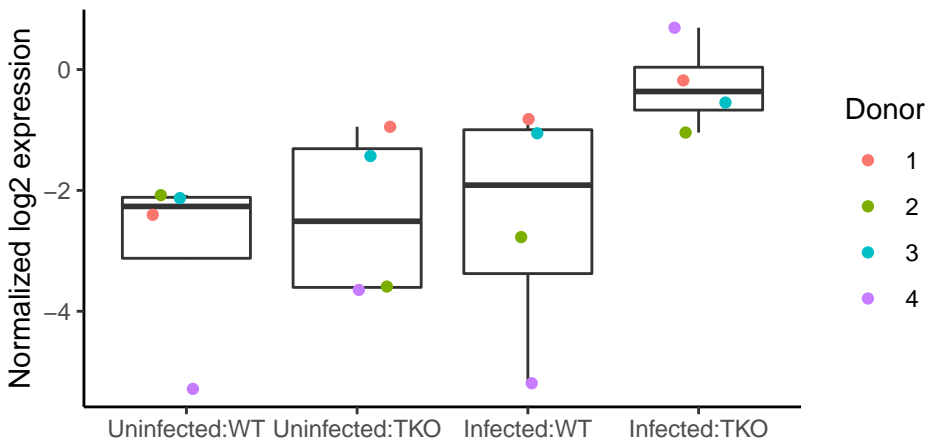 Normalized log2 expression
0
−2
−4
Uninfected:WT
Uninfected:TKO
Infected:WT
Infected:TKO
Donor
1
2
3
4